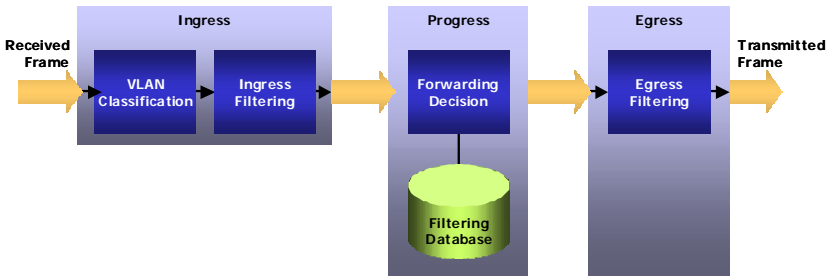 Ingress
Progress
Egress
Received
Frame
VLAN
Classification
Ingress
Filtering
Forwarding
Decision
Egress
Filtering
Transmitted
Frame
Filtering
Database